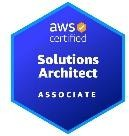 aws
certified
Solutions
Architect
ASSOCIATE